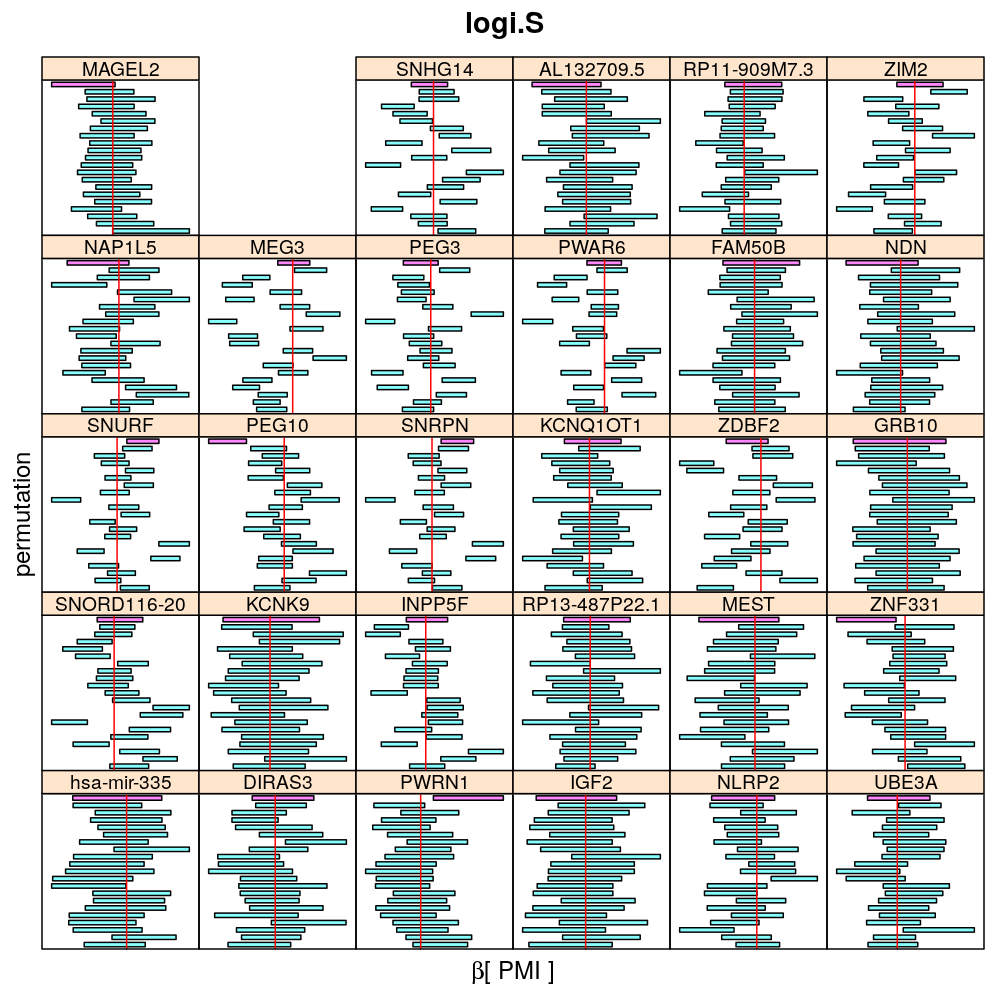 logi.S
MAGEL2 SNHG14 AL132709.5 RP11-909M7.3 ZIM2
NAP1L5 MEG3 PEG3 PWAR6 FAM50B NDN
SNURF PEG10 SNRPN KCNQ1OT1 ZDBF2 GRB10
permutation
SNORD116-20 KCNK9 INPP5F RP13-487P22.1 MEST ZNF331
hsa-mir-335 DIRAS3 PWRN1 IGF2 NLRP2 UBE3A
β[ PMI ]